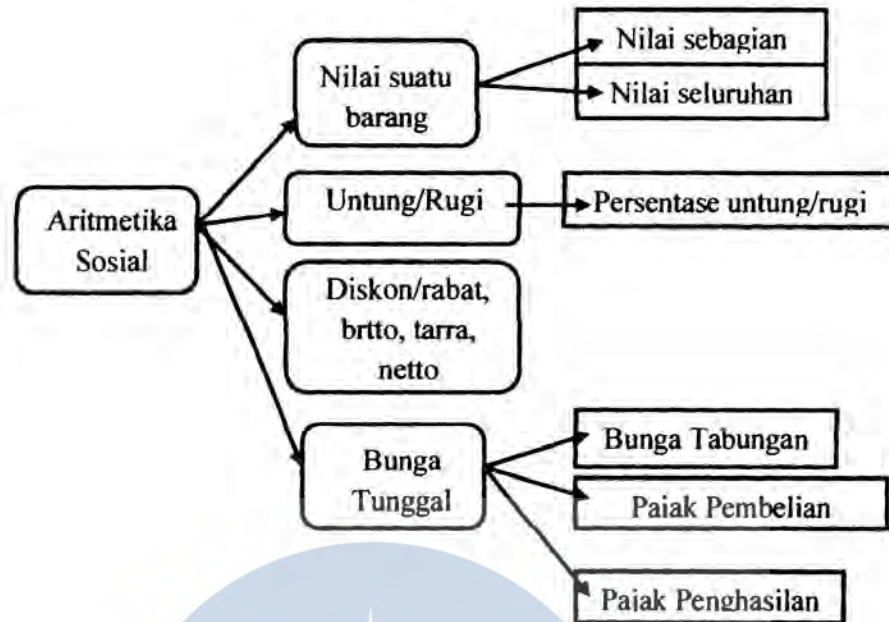 Aritmetika
Sosial
Nilai suatu
barang
Nilai sebagian
Nilai seluruhan
Untung/Rugi
Persentase untung/rugi
Diskon/rabat,
brtto, tarra,
netto
Bunga
Tunggal
Bunga Tabungan
Pajak Pembelian
Pajak Penghasilan